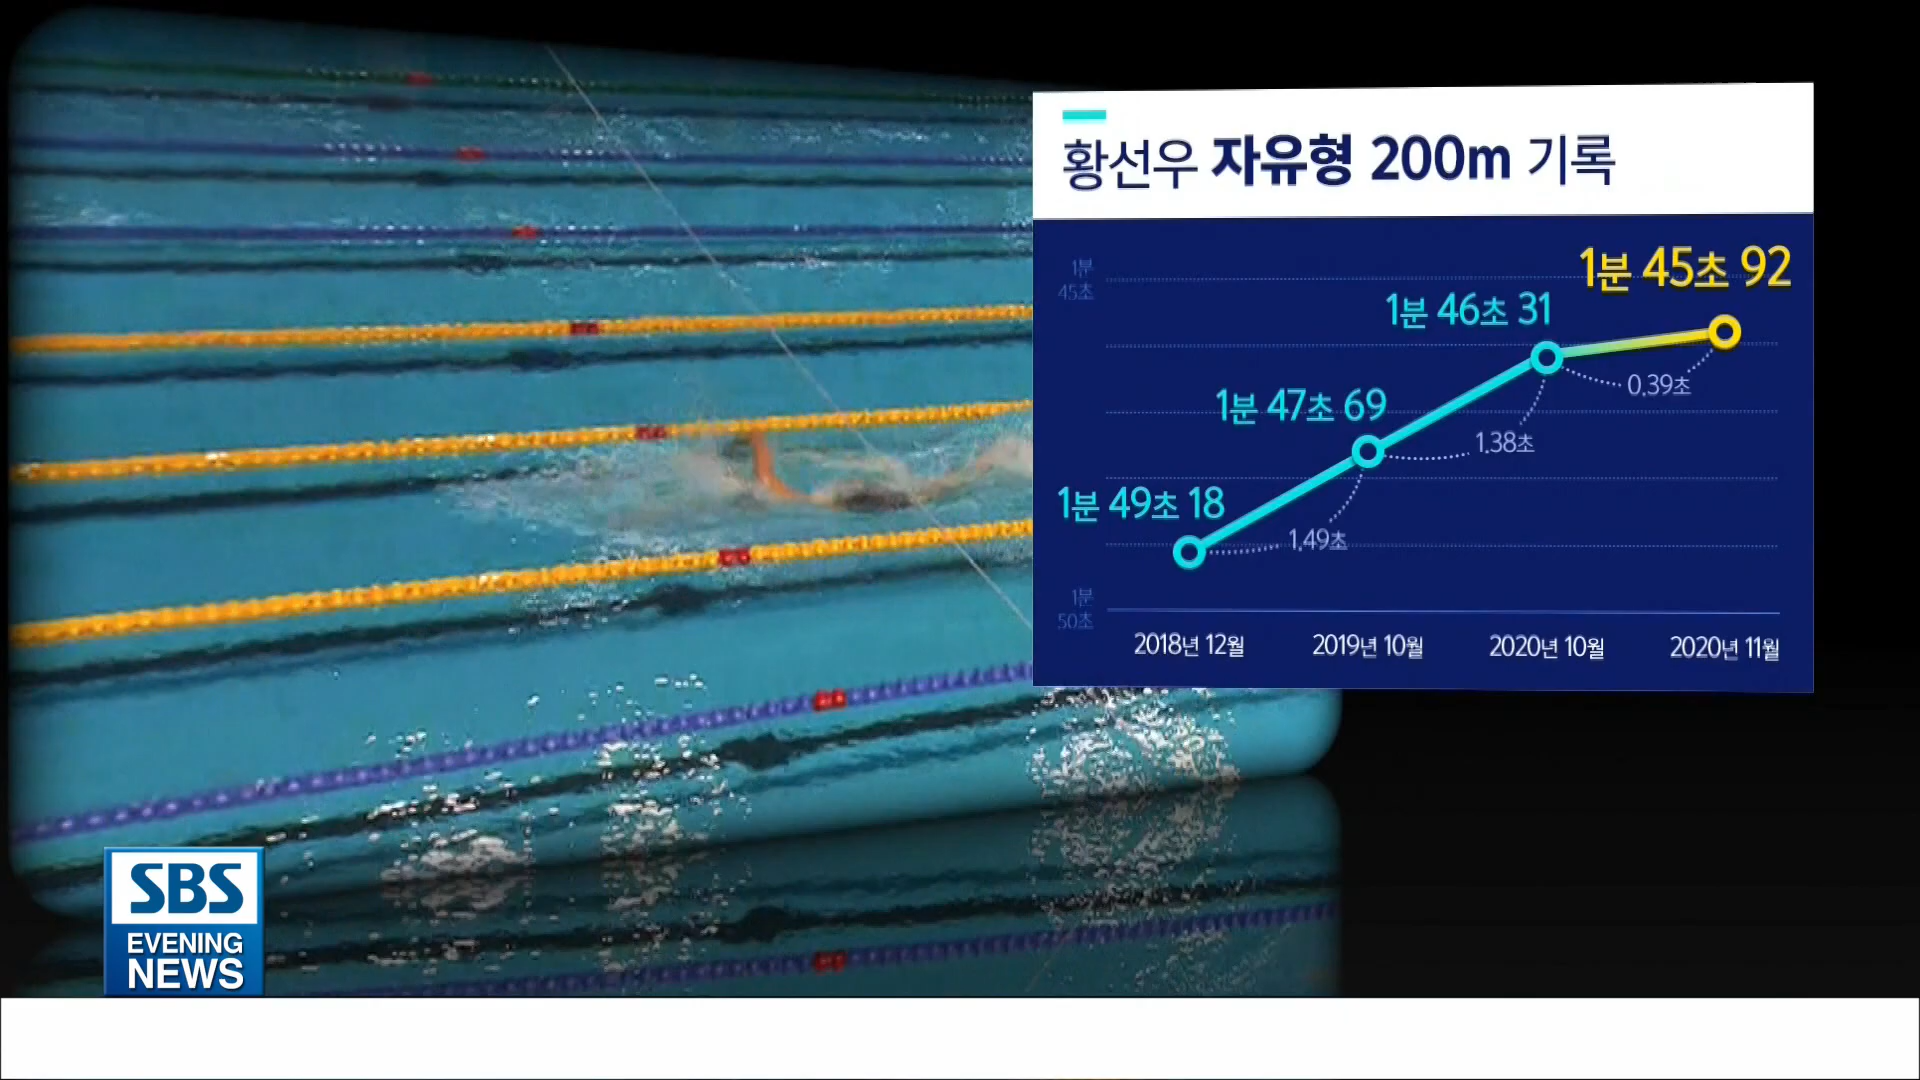 황선우 자유형 200m 기록
1분 45초
1분 50초
1분 49초 18
1분 47초 69
1분 46초 31
1분 45초 92
1.49초
1.38초
0.39초
2018년 12월
2019년 10월
2020년 10월
2020년 11월
SBS
EVENING
NEWS